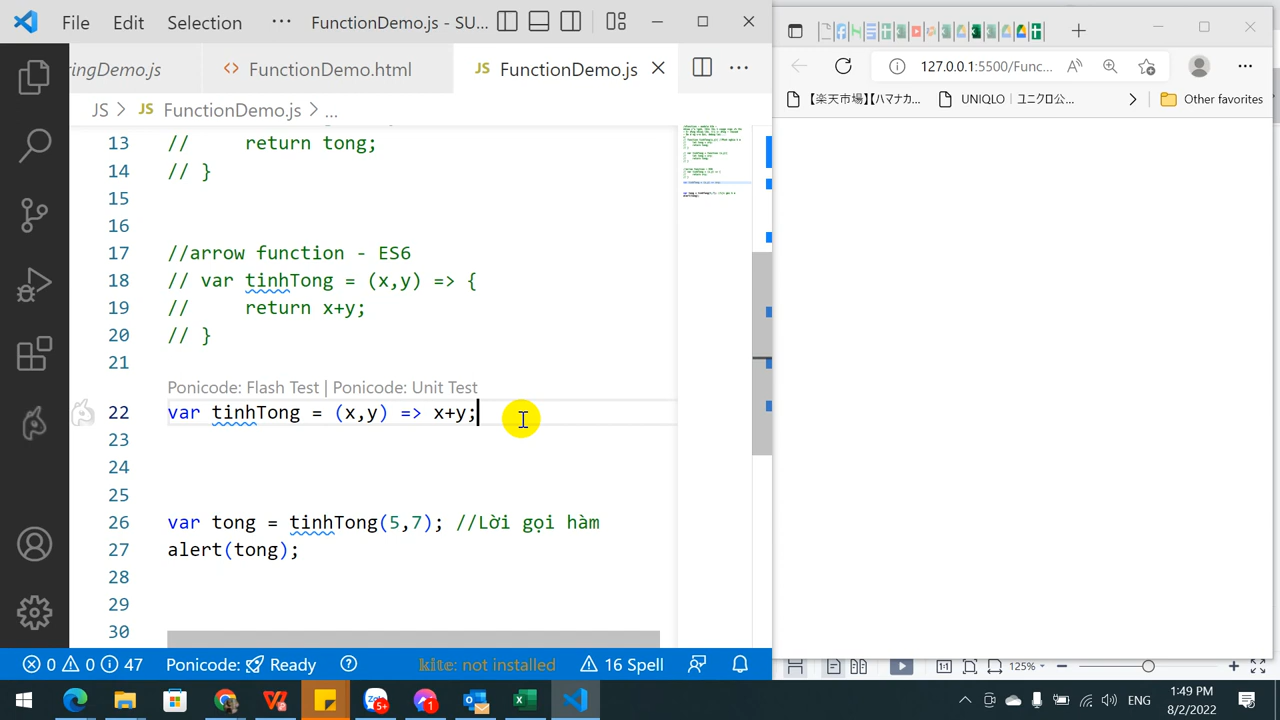 File Edit Selection ··· FunctionDemo.js - SU...
ringDemo.js
<> FunctionDemo.html
JS FunctionDemo.js
···
JS > JS FunctionDemo.js > ...
13 return tong;
14 // }
15
16
17 //arrow function - ES6
18 // var tinhTong = (x,y) => {
19 // return x+y;
20 // }
21
Ponicode: Flash Test | Ponicode: Unit Test
22 var tinhTong = (x,y) => x+y;
23
24
25
26 var tong = tinhTong(5,7); //Lời gọi hàm
27 alert(tong);
28
29
30
0 0 47 Ponicode: Ready kite: not installed 16 Spell
127.0.0.1:5500/Func...
【楽天市場】【ハマナカ... UNIQLO | ユニクロ公... Other favorites
1:1 125%
5+ 1 ENG 1:49 PM
8/2/2022